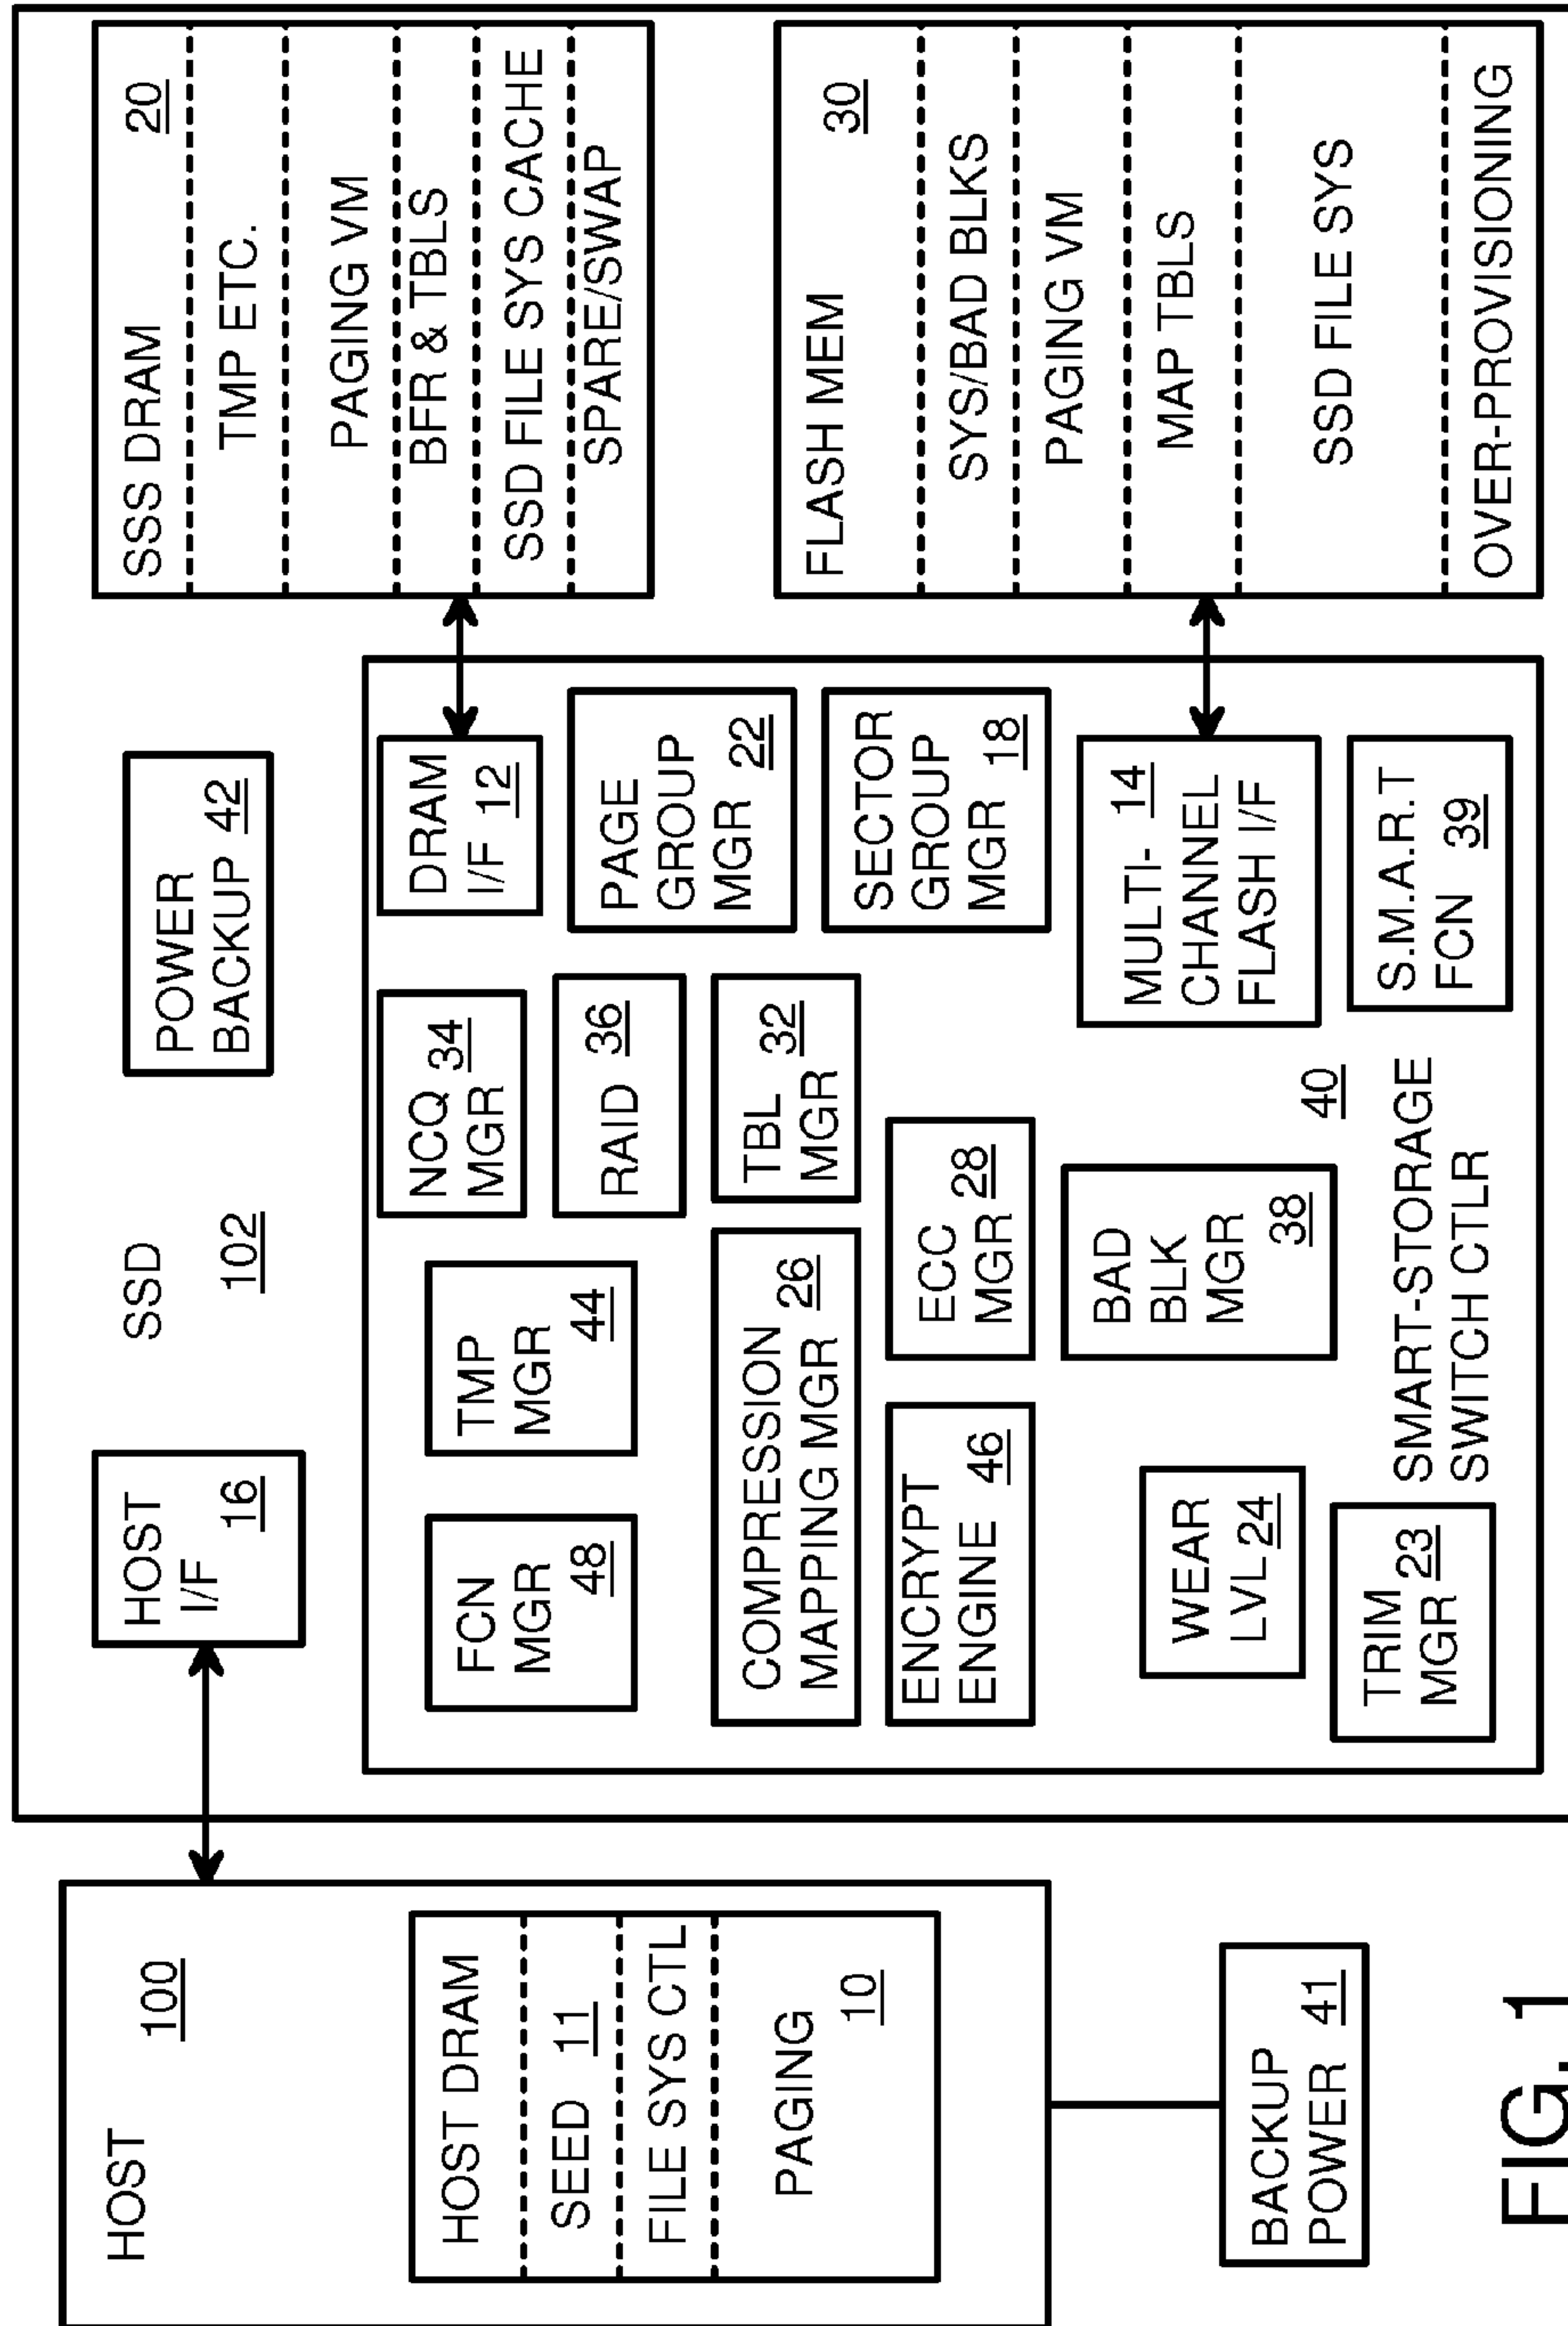 HOST
100
HOST DRAM
SEED 11
FILE SYS CTL
PAGING
10
BACKUP
POWER 41
SSD
102
HOST
I/F 16
POWER
BACKUP 42
FCN
MGR
48
TMP
MGR
44
NCQ 34
MGR
DRAM
I/F 12
RAID 36
PAGE
GROUP
MGR 22
COMPRESSION
MAPPING MGR 26
TBL 32
MGR
SECTOR
GROUP
MGR 18
ENCRYPT
ENGINE 46
ECC 28
MGR
WEAR
LVL 24
BAD
BLK
MGR
38
MULTI- 14
CHANNEL
FLASH I/F
TRIM
MGR 23
40
SMART-STORAGE
SWITCH CTLR
S.M.A.R.T
FCN 39
SSS DRAM 20
TMP ETC.
PAGING VM
BFR & TBLS
SSD FILE SYS CACHE
SPARE/SWAP
FLASH MEM 30
SYS/BAD BLKS
PAGING VM
MAP TBLS
SSD FILE SYS
OVER-PROVISIONING
FIG. 1